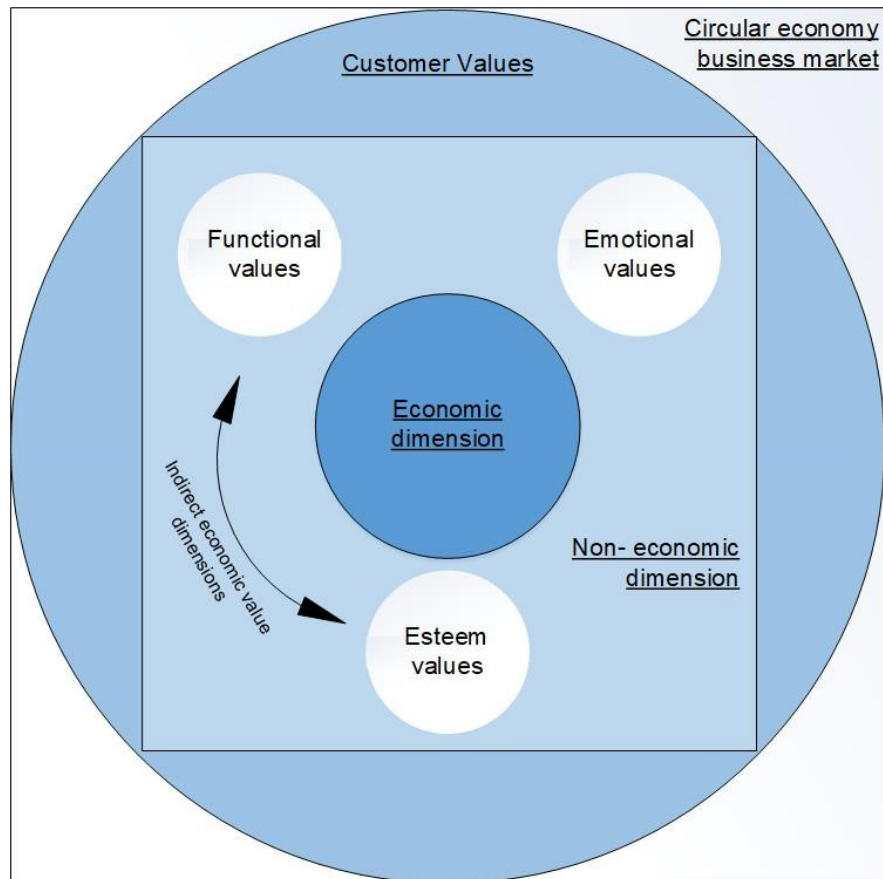 Circular economy
business market
Customer Values
Functional
values
Emotional
values
Economic
dimension
Indirect economic value
dimensions
Non- economic
dimension
Esteem
values